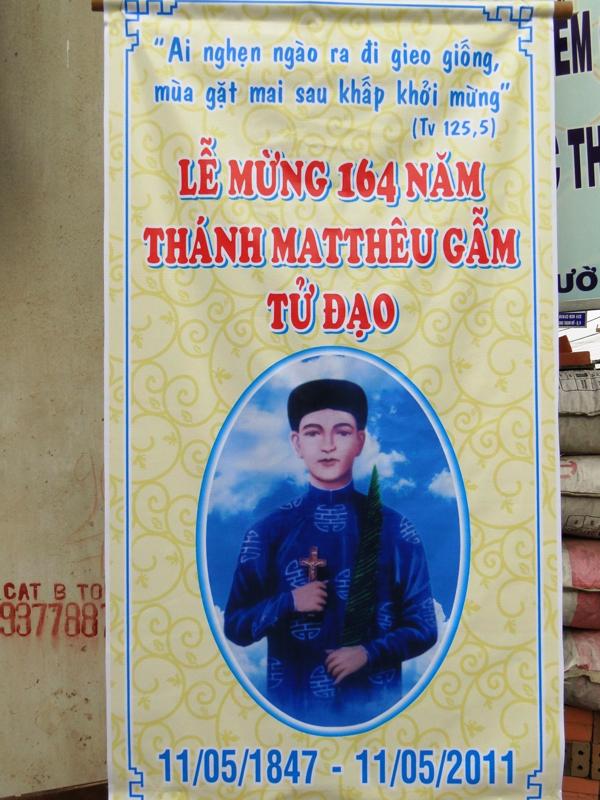 "Ai nghẹn ngào ra đi gieo giống,
mùa gặt mai sau khấp khởi mừng"
(Tv 125,5)
LỄ MỪNG 164 NĂM
THÁNH MATTHÊU GẪM
TỬ ĐẠO
11/05/1847 - 11/05/2011
CAT B TO
937788
EM
TH